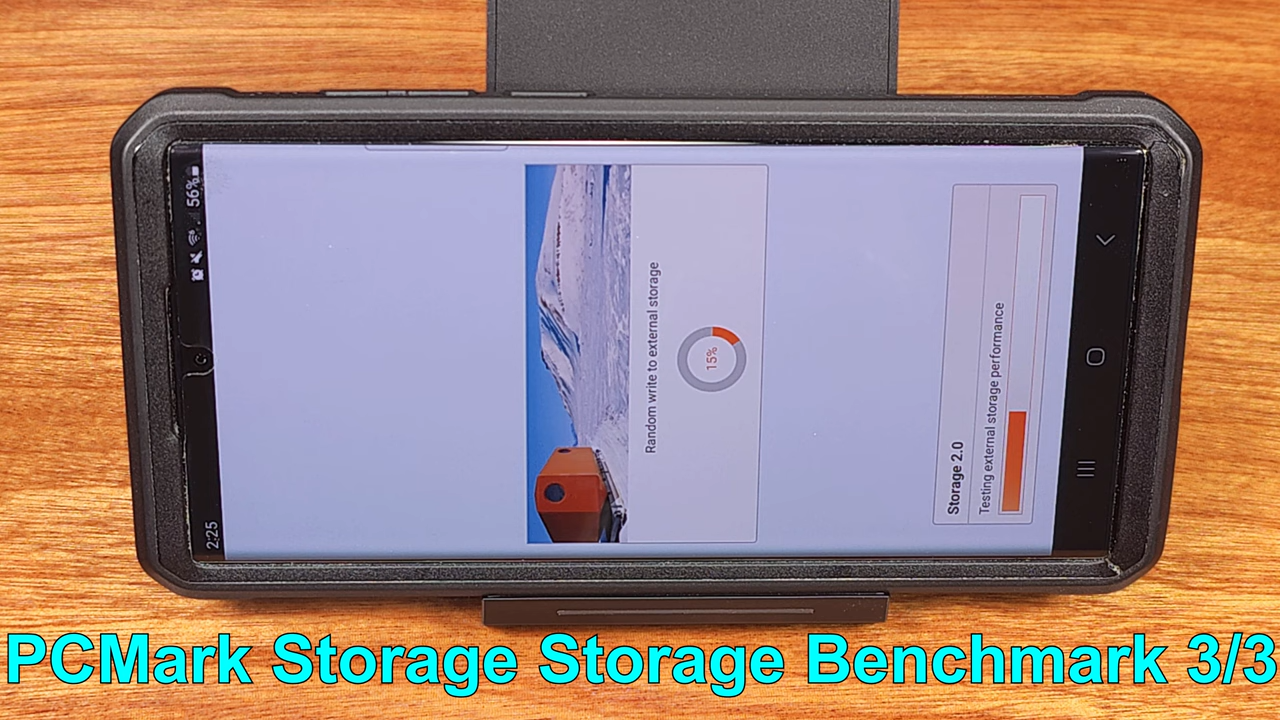 2:25
56%
Random write to external storage
15%
Storage 2.0
Testing external storage performance
PCMark Storage Storage Benchmark 3/3